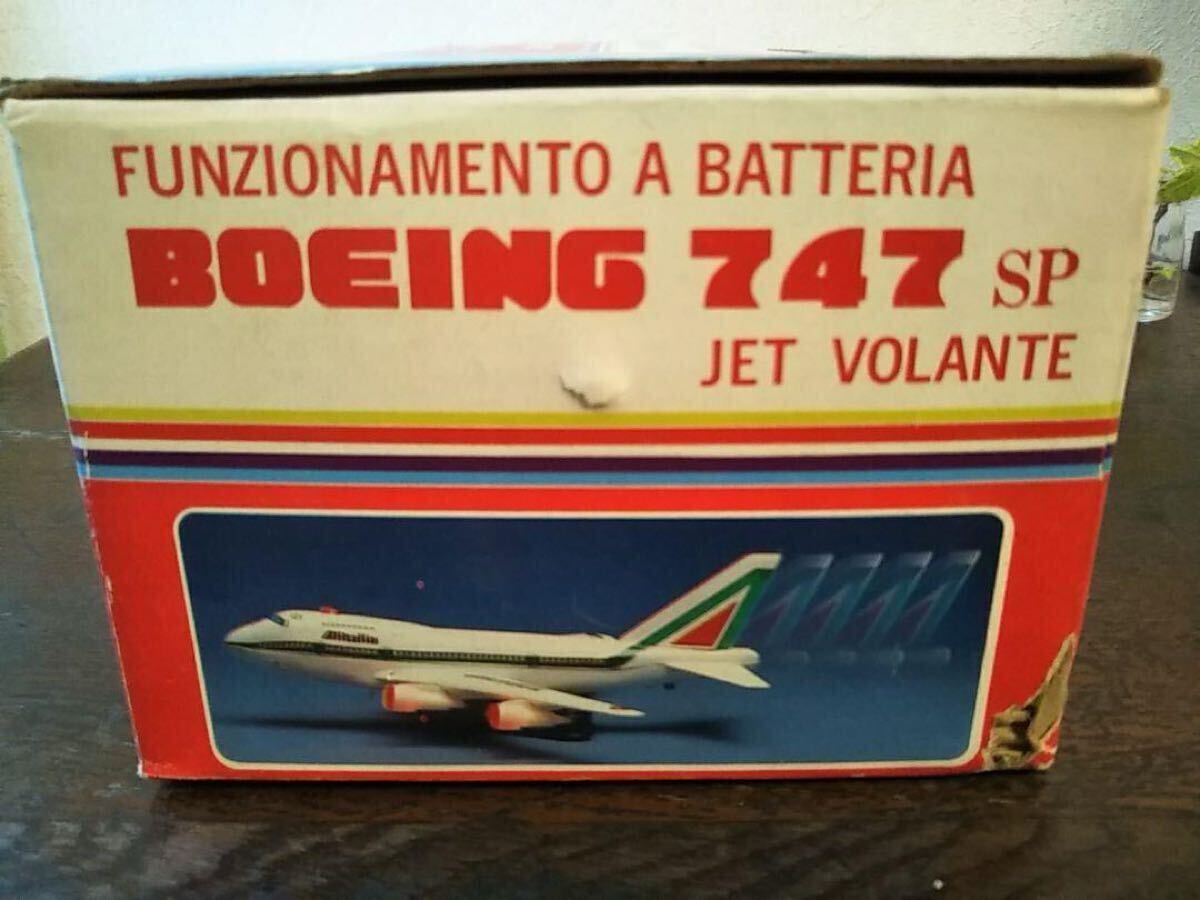 FUNZIONAMENTO A BATTERIA
BOEING 747 SP
JET VOLANTE
Alitalia